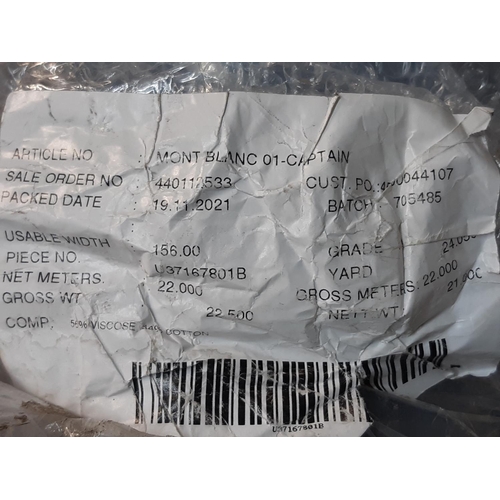 ARTICLE NO : MONT BLANC 01-CAPTAIN
SALE ORDER NO : 440112533 CUST. PO.
PACKED DATE : 19.11.2021 BATCH : 705485
USABLE WIDTH : 156.00 GRADE
PIECE NO. : U37167801B YARD
NET METERS. : 22.000 GROSS METERS. 22.000
GROSS WT : 22.500 NETT WT
COMP. : VISCOSE COTTON
U37167801B